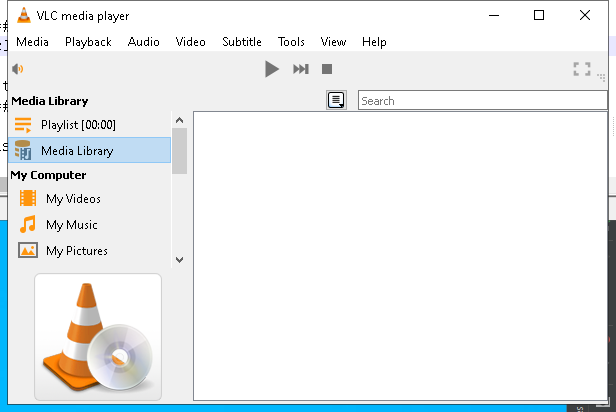 VLC media player
Media Playback Audio Video Subtitle Tools View Help
Media Library
Search
Playlist [00:00]
Media Library
My Computer
My Videos
My Music
My Pictures